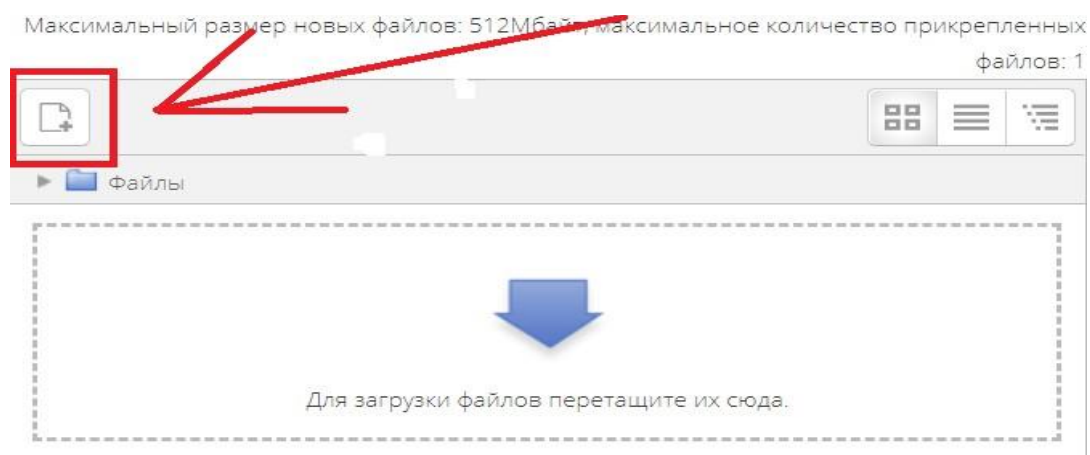 Максимальный размер новых файлов: 512Мбайт, максимальное количество прикрепленных
файлов: 1
Файлы
Для загрузки файлов перетащите их сюда.